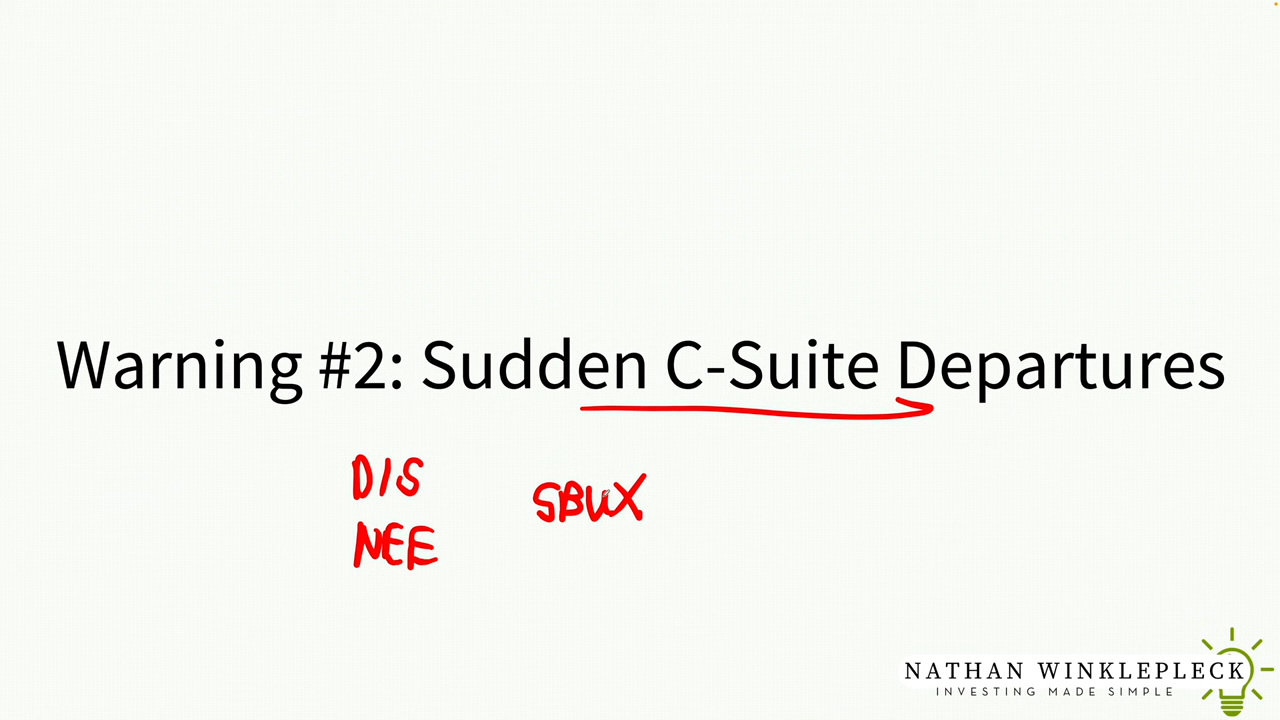 Warning #2: Sudden C-Suite Departures
DIS
SBUX
NEE
NATHAN WINKLEPLECK
INVESTING MADE SIMPLE